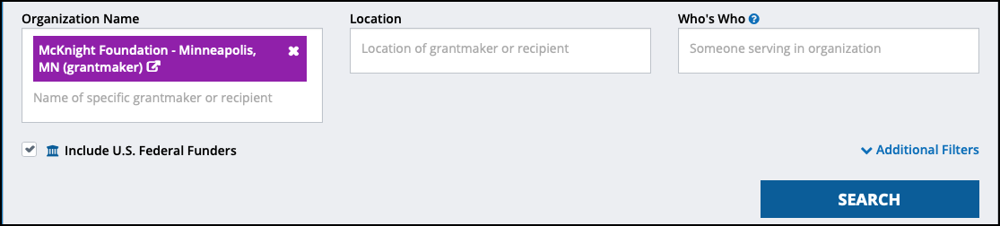 Organization Name
Location
Who's Who
McKnight Foundation - Minneapolis,
MN (grantmaker)
Name of specific grantmaker or recipient
Location of grantmaker or recipient
Someone serving in organization
Include U.S. Federal Funders
Additional Filters
SEARCH